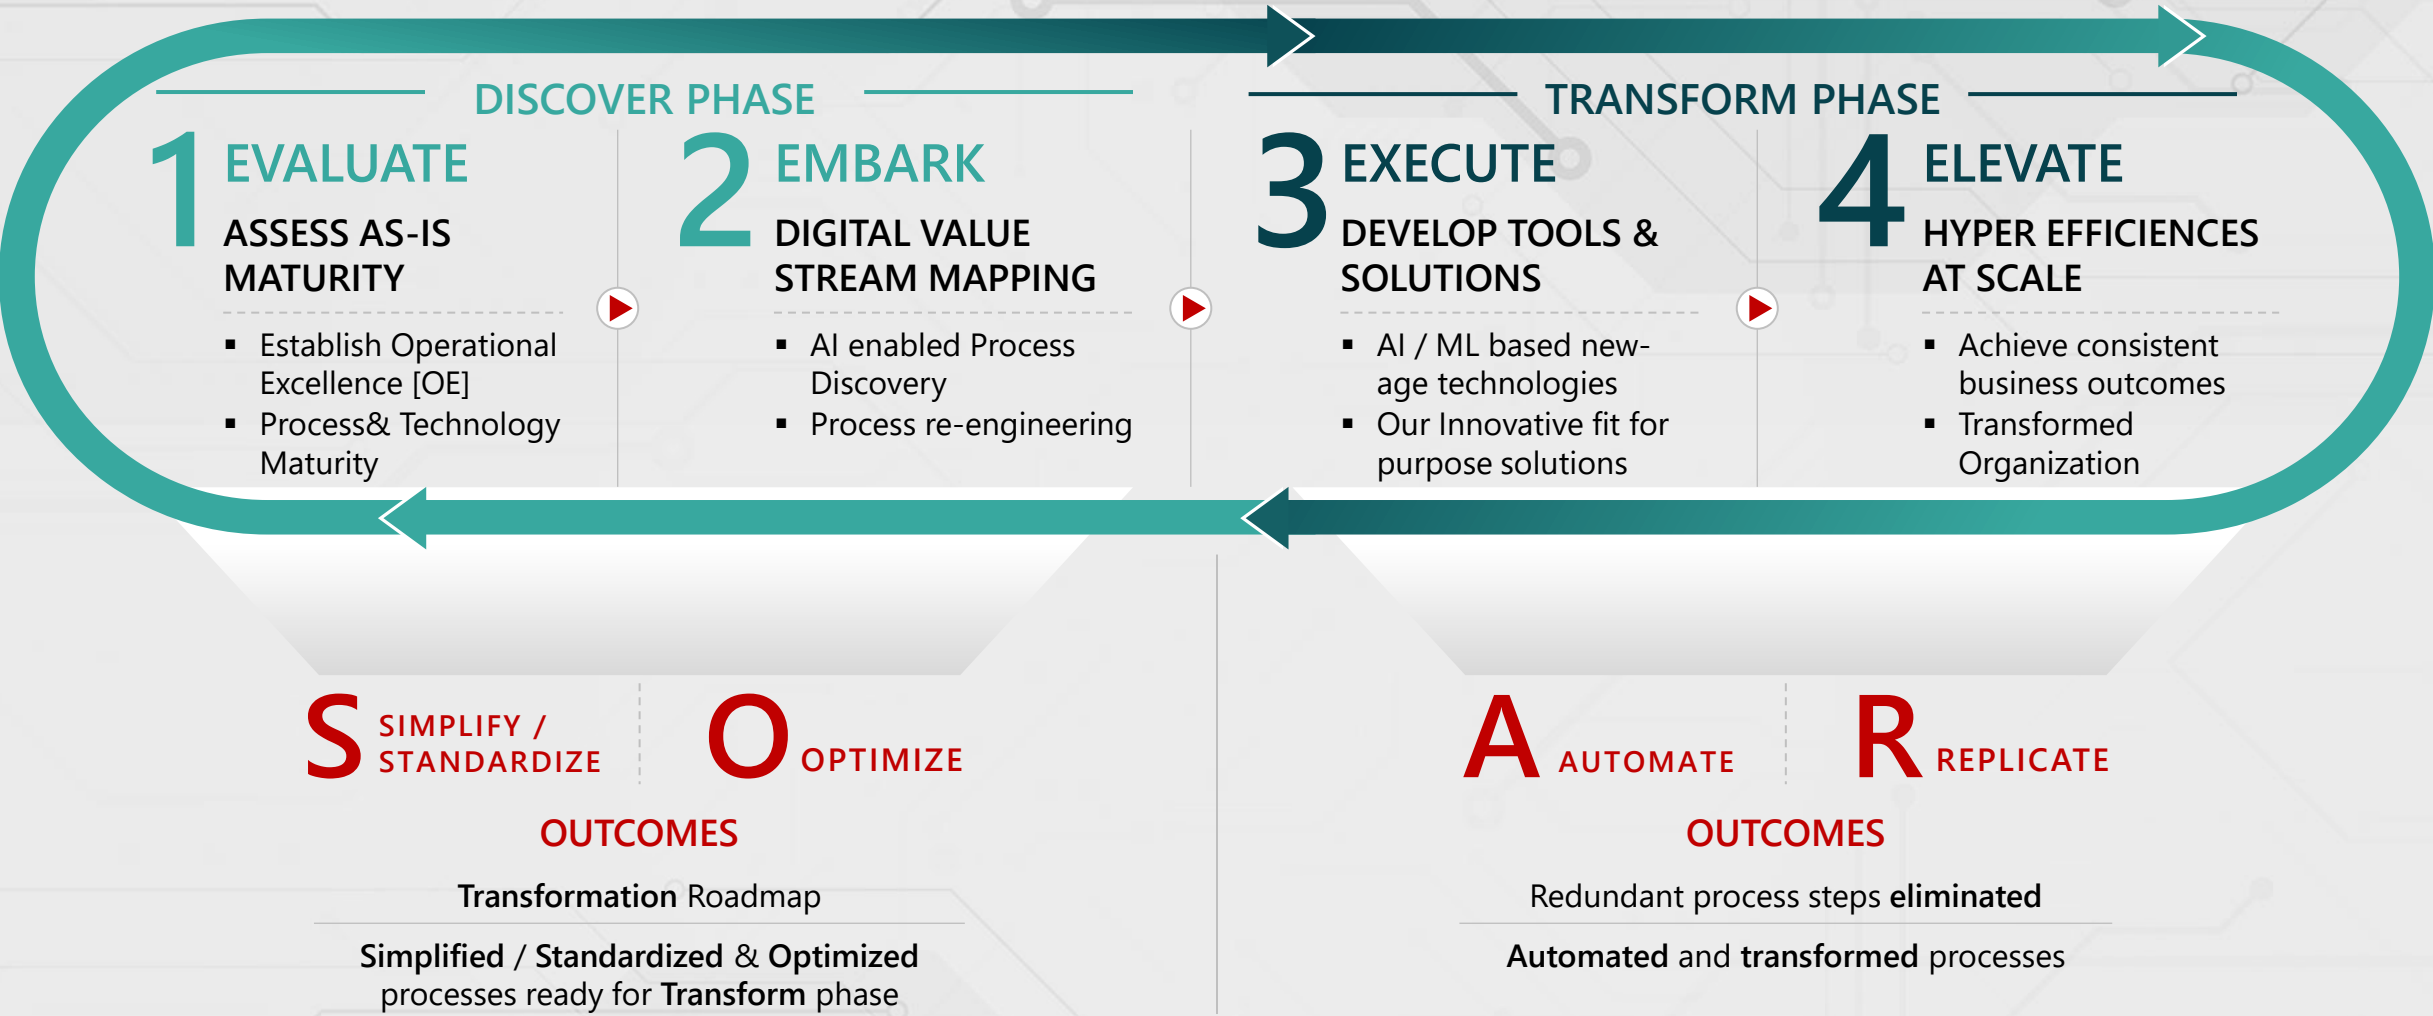 DISCOVER PHASE
1 EVALUATE
ASSESS AS-IS
MATURITY
▪ Establish Operational
Excellence [OE]
▪ Process& Technology
Maturity
2 EMBARK
DIGITAL VALUE
STREAM MAPPING
▪ AI enabled Process
Discovery
▪ Process re-engineering
TRANSFORM PHASE
3 EXECUTE
DEVELOP TOOLS &
SOLUTIONS
▪ AI / ML based new-
age technologies
▪ Our Innovative fit for
purpose solutions
4 ELEVATE
HYPER EFFICIENCES
AT SCALE
▪ Achieve consistent
business outcomes
▪ Transformed
Organization
S SIMPLIFY /
STANDARDIZE
O OPTIMIZE
OUTCOMES
Transformation Roadmap
Simplified / Standardized & Optimized
processes ready for Transform phase
A AUTOMATE
R REPLICATE
OUTCOMES
Redundant process steps eliminated
Automated and transformed processes